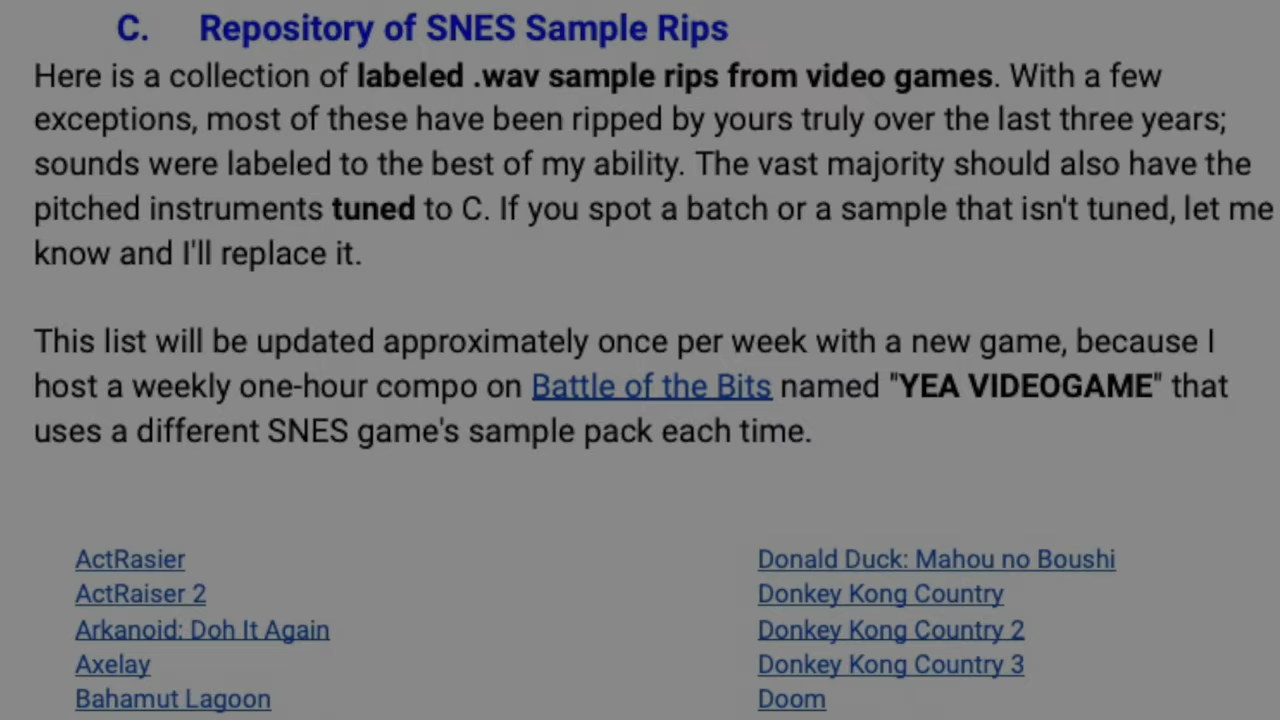 C. Repository of SNES Sample Rips
Here is a collection of labeled .wav sample rips from video games. With a few
exceptions, most of these have been ripped by yours truly over the last three years;
sounds were labeled to the best of my ability. The vast majority should also have the
pitched instruments tuned to C. If you spot a batch or a sample that isn't tuned, let me
know and I'll replace it.
This list will be updated approximately once per week with a new game, because I
host a weekly one-hour compo on Battle of the Bits named "YEA VIDEOGAME" that
uses a different SNES game's sample pack each time.
ActRasier
ActRaiser 2
Arkanoid: Doh It Again
Axelay
Bahamut Lagoon
Donald Duck: Mahou no Boushi
Donkey Kong Country
Donkey Kong Country 2
Donkey Kong Country 3
Doom